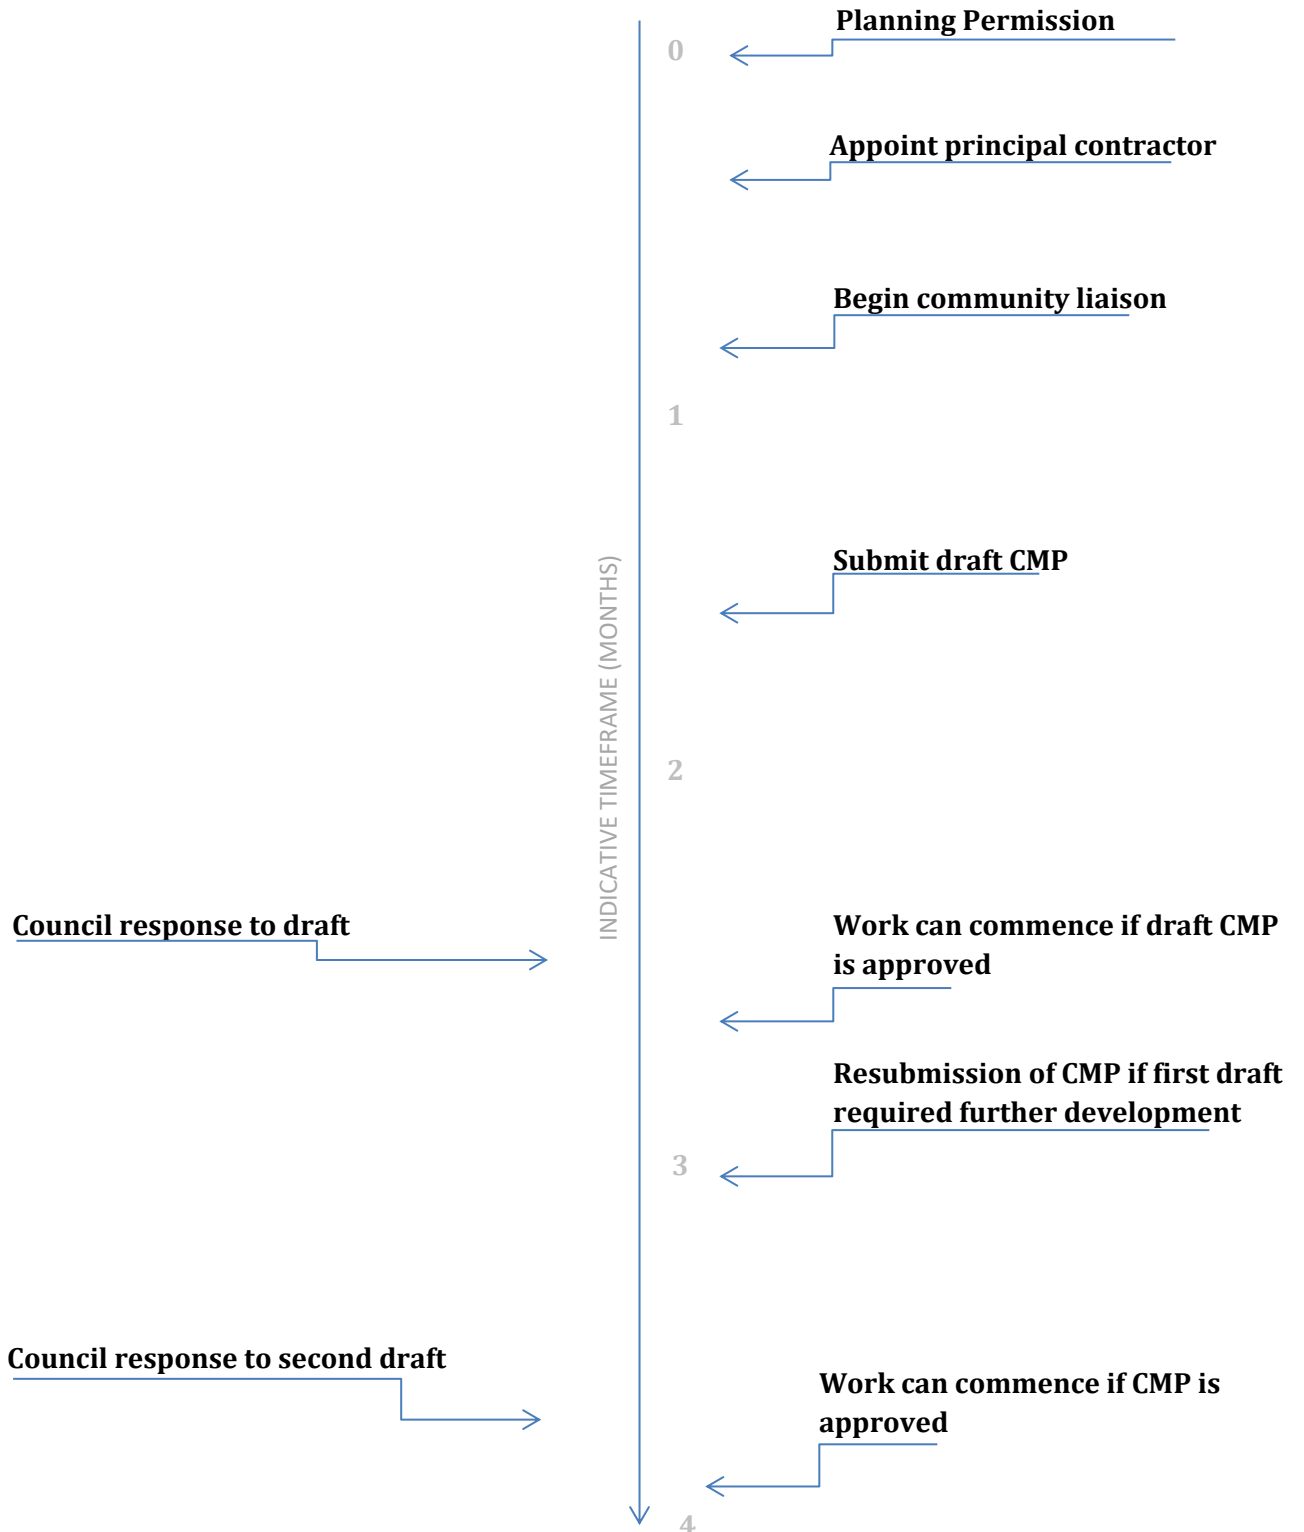 Planning Permission
0
Appoint principal contractor
Begin community liaison
1
Submit draft CMP
INDICATIVE TIMEFRAME (MONTHS)
2
Council response to draft
Work can commence if draft CMP
is approved
Resubmission of CMP if first draft
required further development
3
Council response to second draft
Work can commence if CMP is
approved
4